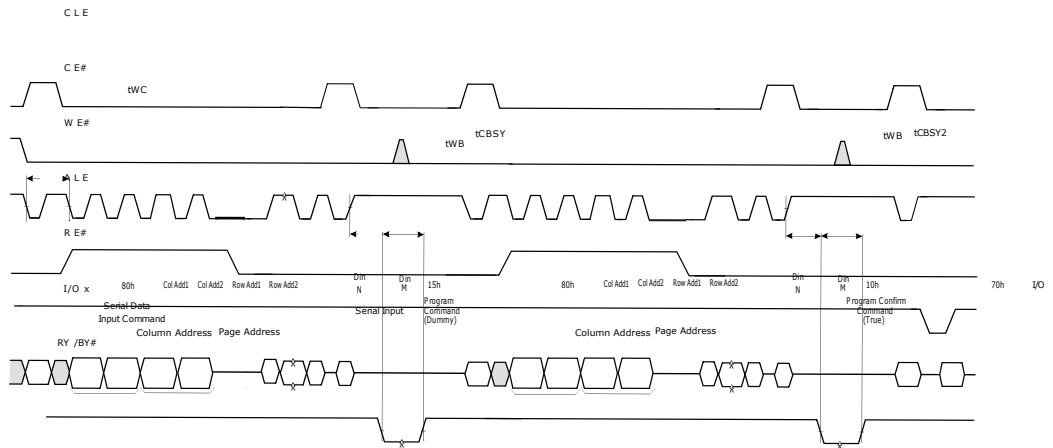 C L E
C E#
tWC
W E#
tWB
tCBSY
tWB
tCBSY2
A L E
R E#
I/O x
80h
Col Add1
Col Add2
Row Add1
Row Add2
Din
N
Din
M
15h
80h
Col Add1
Col Add2
Row Add1
Row Add2
Din
N
Din
M
10h
70h
I/O
Serial Data
Input Command
Column Address
Page Address
Serial Input
Program
Command
(Dummy)
Column Address
Page Address
Program Confirm
Command
(True)
RY /BY#